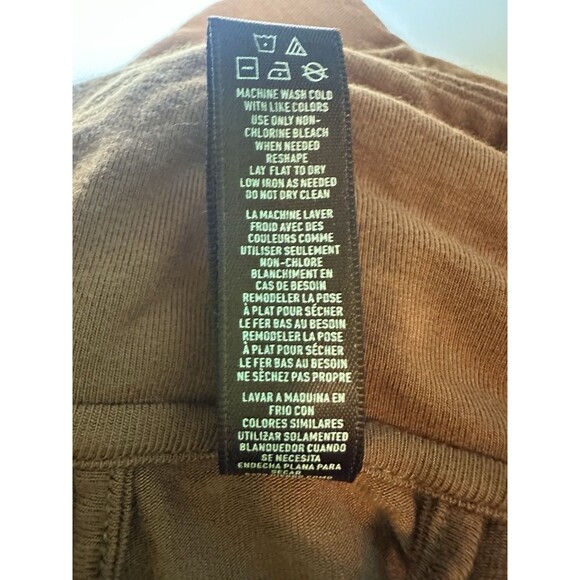 MACHINE WASH COLD
WITH LIKE COLORS
USE ONLY NON-
CHLORINE BLEACH
WHEN NEEDED
RESHAPE
LAY FLAT TO DRY
LOW IRON AS NEEDED
DO NOT DRY CLEAN
LA MACHINE LAVER
FROID AVEC DES
COULEURS COMME
UTILISER SEULEMENT
NON-CHLORE
BLANCHIMENT EN
CAS DE BESOIN
REMODELER LA POSE
À PLAT POUR SÉCHER
LE FER BAS AU BESOIN
REMODELER LA POSE
À PLAT POUR SÉCHER
LE FER BAS AU BESOIN
NE SÉCHEZ PAS PROPRE
LAVAR A MAQUINA EN
FRIO CON
COLORES SIMILARES
UTILIZAR SOLAMENTED
BLANQUEDOR CUANDO
SE NECESITA
ENDECHA PLANA PARA
SECAR